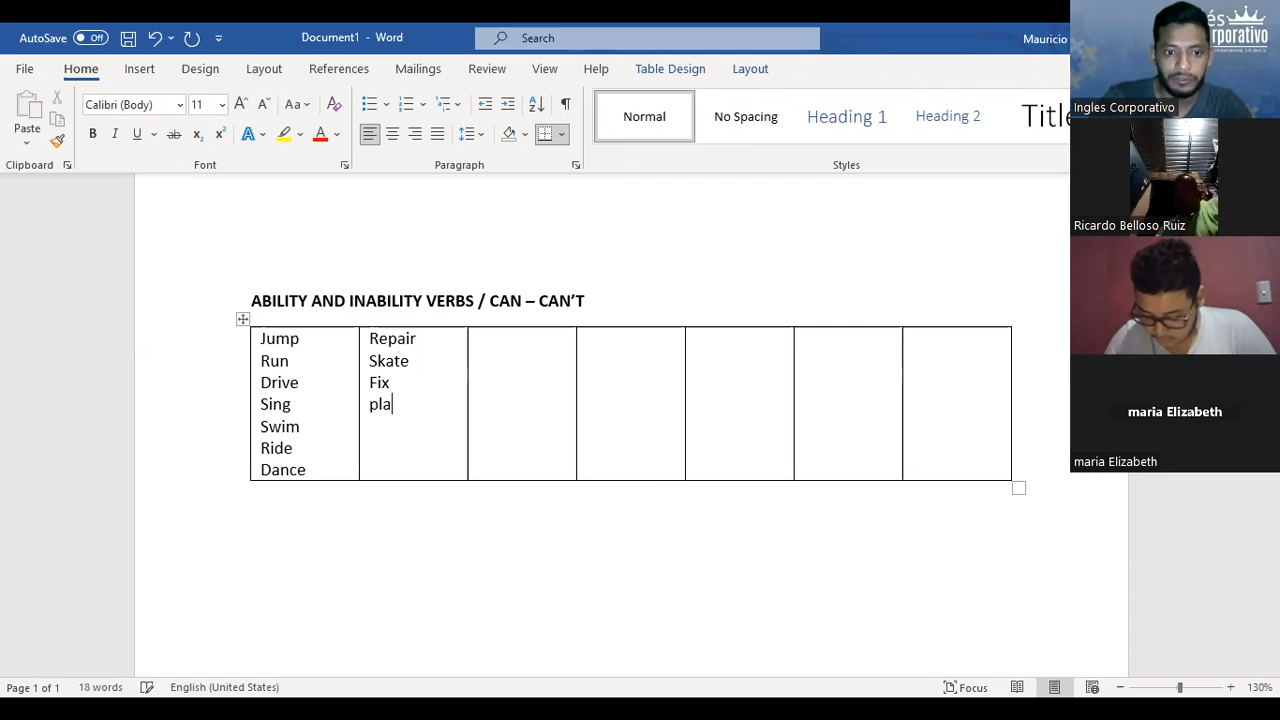 AutoSave Off Document1 - Word Search Mauricio
File Home Insert Design Layout References Mailings Review View Help Table Design Layout
Paste
Calibri (Body) 11
Normal No Spacing Heading 1 Heading 2 Title
Clipboard Font Paragraph Styles
ABILITY AND INABILITY VERBS / CAN – CAN'T
Jump Repair
Run Skate
Drive Fix
Sing pla
Swim
Ride
Dance
Page 1 of 1 18 words English (United States) Focus 130%
Ingles Corporativo
Ricardo Belloso Ruiz
maria Elizabeth
maria Elizabeth